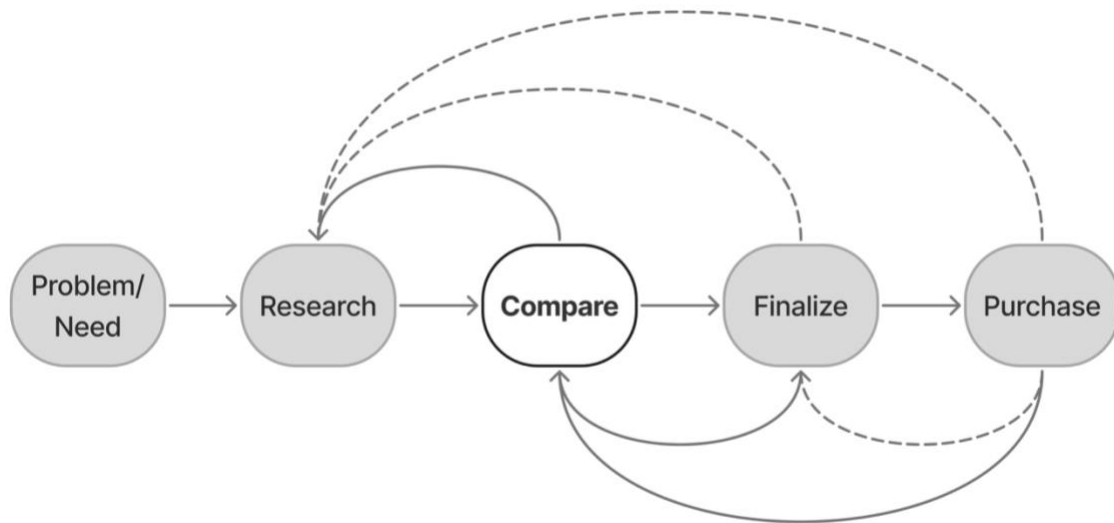 Problem/
Need
Research
Compare
Finalize
Purchase